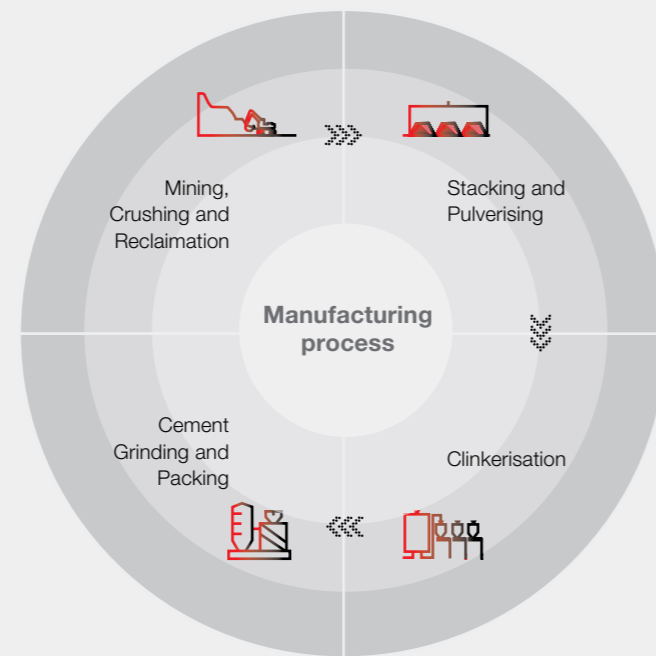 Mining,
Crushing and
Reclaimation
Stacking and
Pulverising
Manufacturing
process
Clinkerisation
Cement
Grinding and
Packing